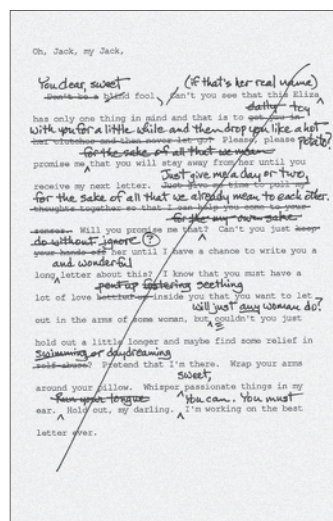 Oh, Jack, my Jack,
You dear, sweet (if that's her real name)
Don't be a blind fool, Can't you see that this Eliza
dally toy
has only one thing in mind and that is to get you in
with you for a little while and then drop you like a hot
her clutches and then never let go? Please, please potato!
for the sake of all that we mean
promise me that you will stay away from her until you
Just give me a day or two,
receive my next letter. Just give me time to pull my
for the sake of all that we already mean to each other.
thoughts together so that I can help you come to your
for the my own sake
senses. Will you promise me that? Can't you just keep
do without ignore (?)
your hands off her until I have a chance to write you a
and wonderful
long letter about this? I know that you must have a
pent up festering seething
lot of love inside you that you want to let
will just any woman do?
out in the arms of some woman, but couldn't you just
hold out a little longer and maybe find some relief in
swimming or daydreaming
self-abuse? Pretend that I'm there. Wrap your arms
sweet,
around your pillow. Whisper passionate things in my
Run your tongue You can. You must
ear. Hold out, my darling. I'm working on the best
letter ever.